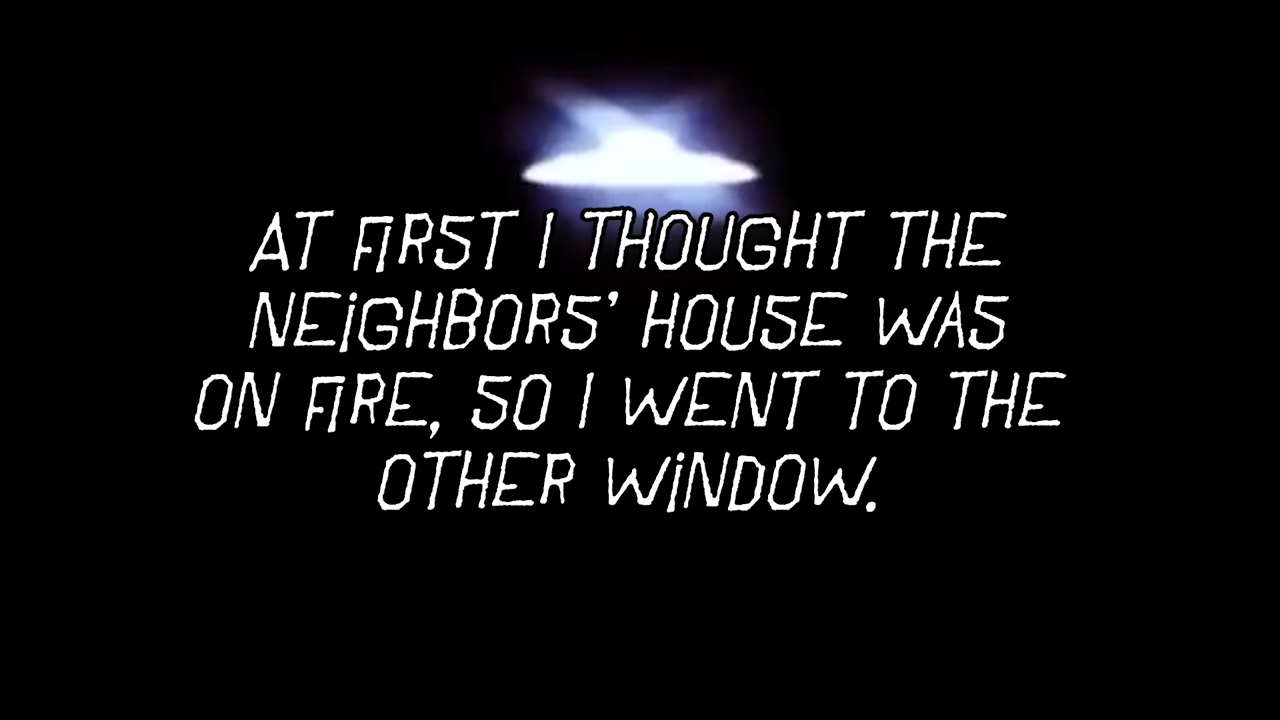 AT FIRST I THOUGHT THE
NEIGHBORS' HOUSE WAS
ON FIRE, SO I WENT TO THE
OTHER WINDOW.